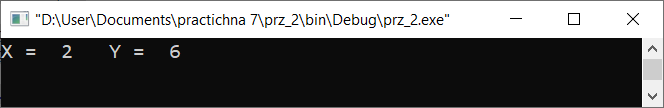 "D:\User\Documents\practichna 7\prz_2\bin\Debug\prz_2.exe"
X =  2   Y =  6